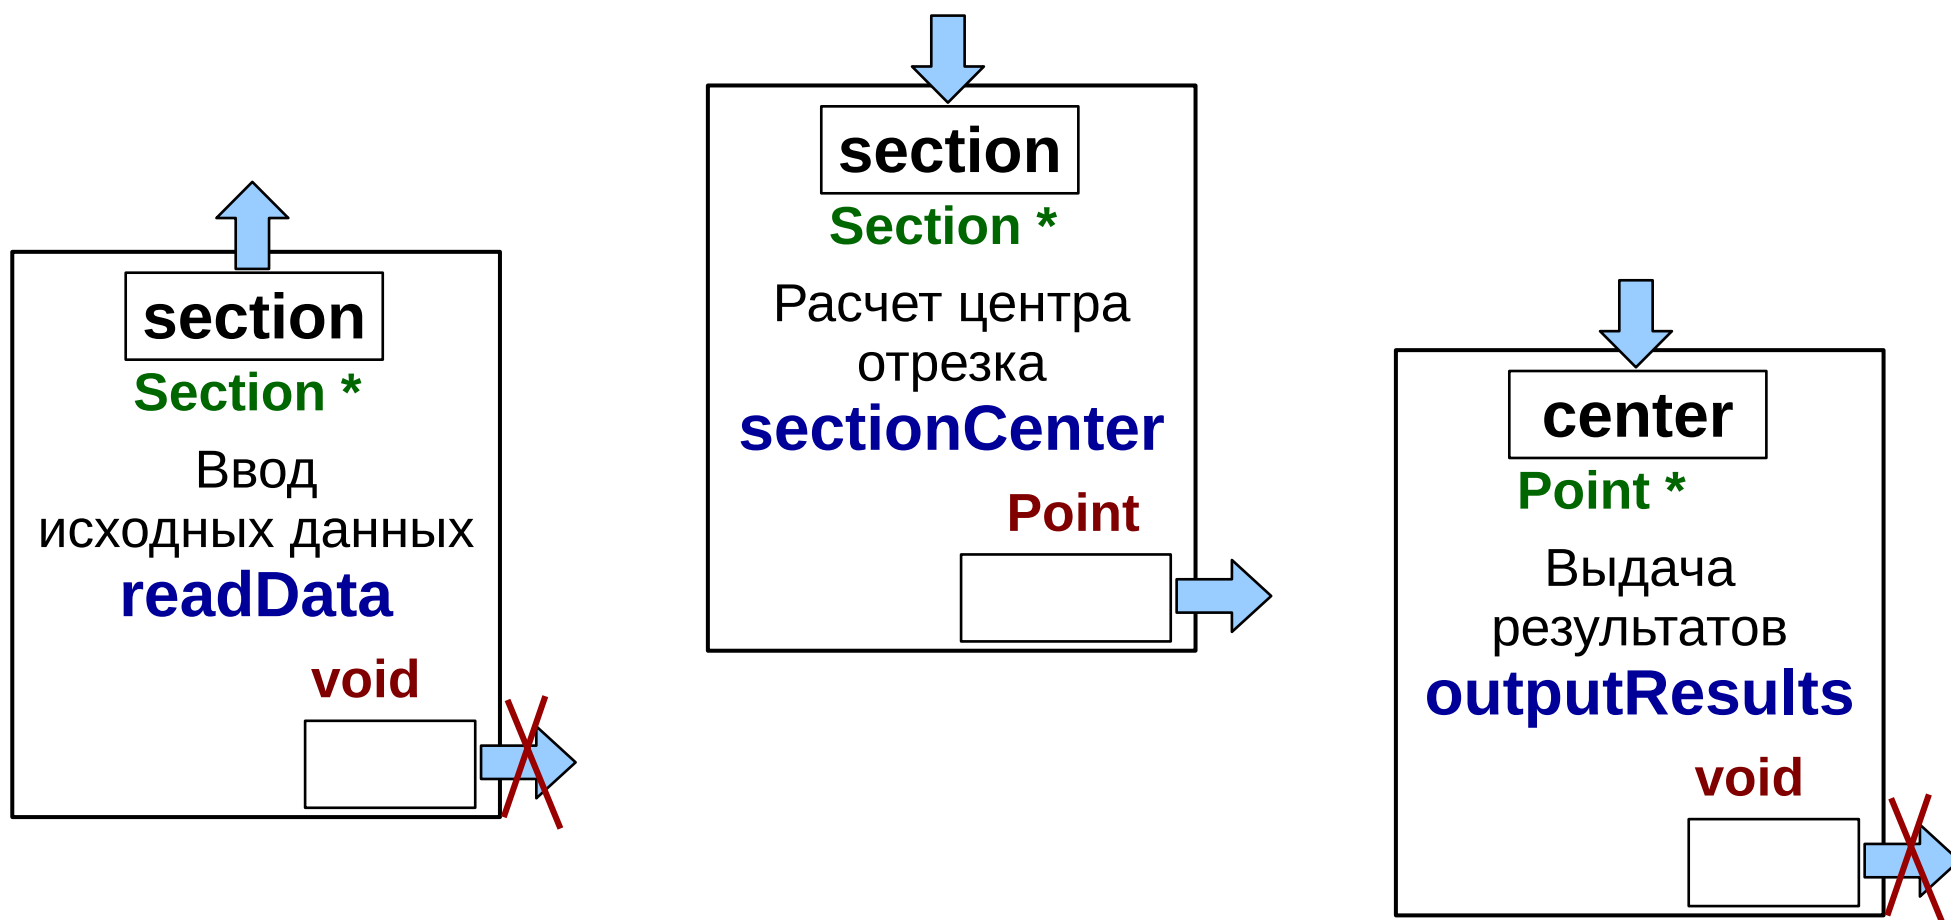 section
Section *
Ввод
исходных данных
readData
void
section
Section *
Расчет центра
отрезка
sectionCenter
Point
center
Point *
Выдача
результатов
outputResults
void